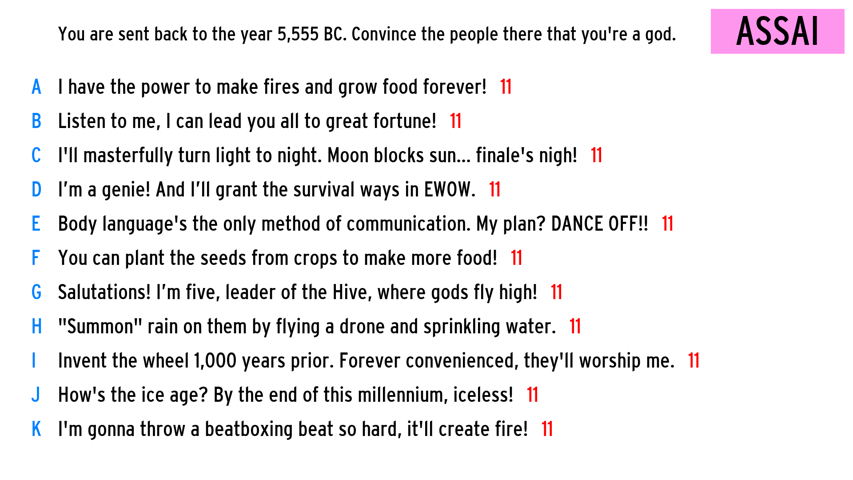 You are sent back to the year 5,555 BC. Convince the people there that you're a god.
ASSAI
A I have the power to make fires and grow food forever! 11
B Listen to me, I can lead you all to great fortune! 11
C I'll masterfully turn light to night. Moon blocks sun... finale's nigh! 11
D I’m a genie! And I’ll grant the survival ways in EWOW. 11
E Body language's the only method of communication. My plan? DANCE OFF!! 11
F You can plant the seeds from crops to make more food! 11
G Salutations! I’m five, leader of the Hive, where gods fly high! 11
H "Summon" rain on them by flying a drone and sprinkling water. 11
I Invent the wheel 1,000 years prior. Forever convenienced, they'll worship me. 11
J How's the ice age? By the end of this millennium, iceless! 11
K I'm gonna throw a beatboxing beat so hard, it'll create fire! 11